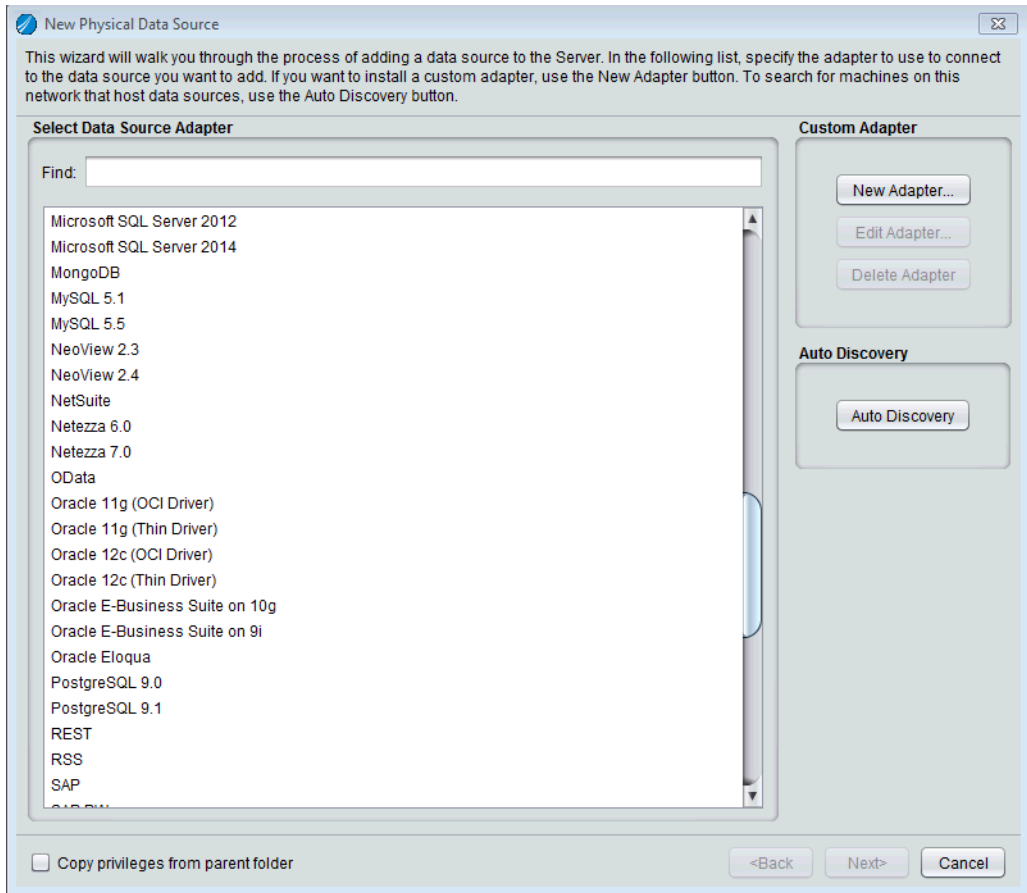 New Physical Data Source
This wizard will walk you through the process of adding a data source to the Server. In the following list, specify the adapter to use to connect
to the data source you want to add. If you want to install a custom adapter, use the New Adapter button. To search for machines on this
network that host data sources, use the Auto Discovery button.
Select Data Source Adapter
Find:
Microsoft SQL Server 2012
Microsoft SQL Server 2014
MongoDB
MySQL 5.1
MySQL 5.5
NeoView 2.3
NeoView 2.4
NetSuite
Netezza 6.0
Netezza 7.0
OData
Oracle 11g (OCI Driver)
Oracle 11g (Thin Driver)
Oracle 12c (OCI Driver)
Oracle 12c (Thin Driver)
Oracle E-Business Suite on 10g
Oracle E-Business Suite on 9i
Oracle Eloqua
PostgreSQL 9.0
PostgreSQL 9.1
REST
RSS
SAP
Custom Adapter
New Adapter...
Edit Adapter...
Delete Adapter
Auto Discovery
Auto Discovery
Copy privileges from parent folder
<Back
Next>
Cancel